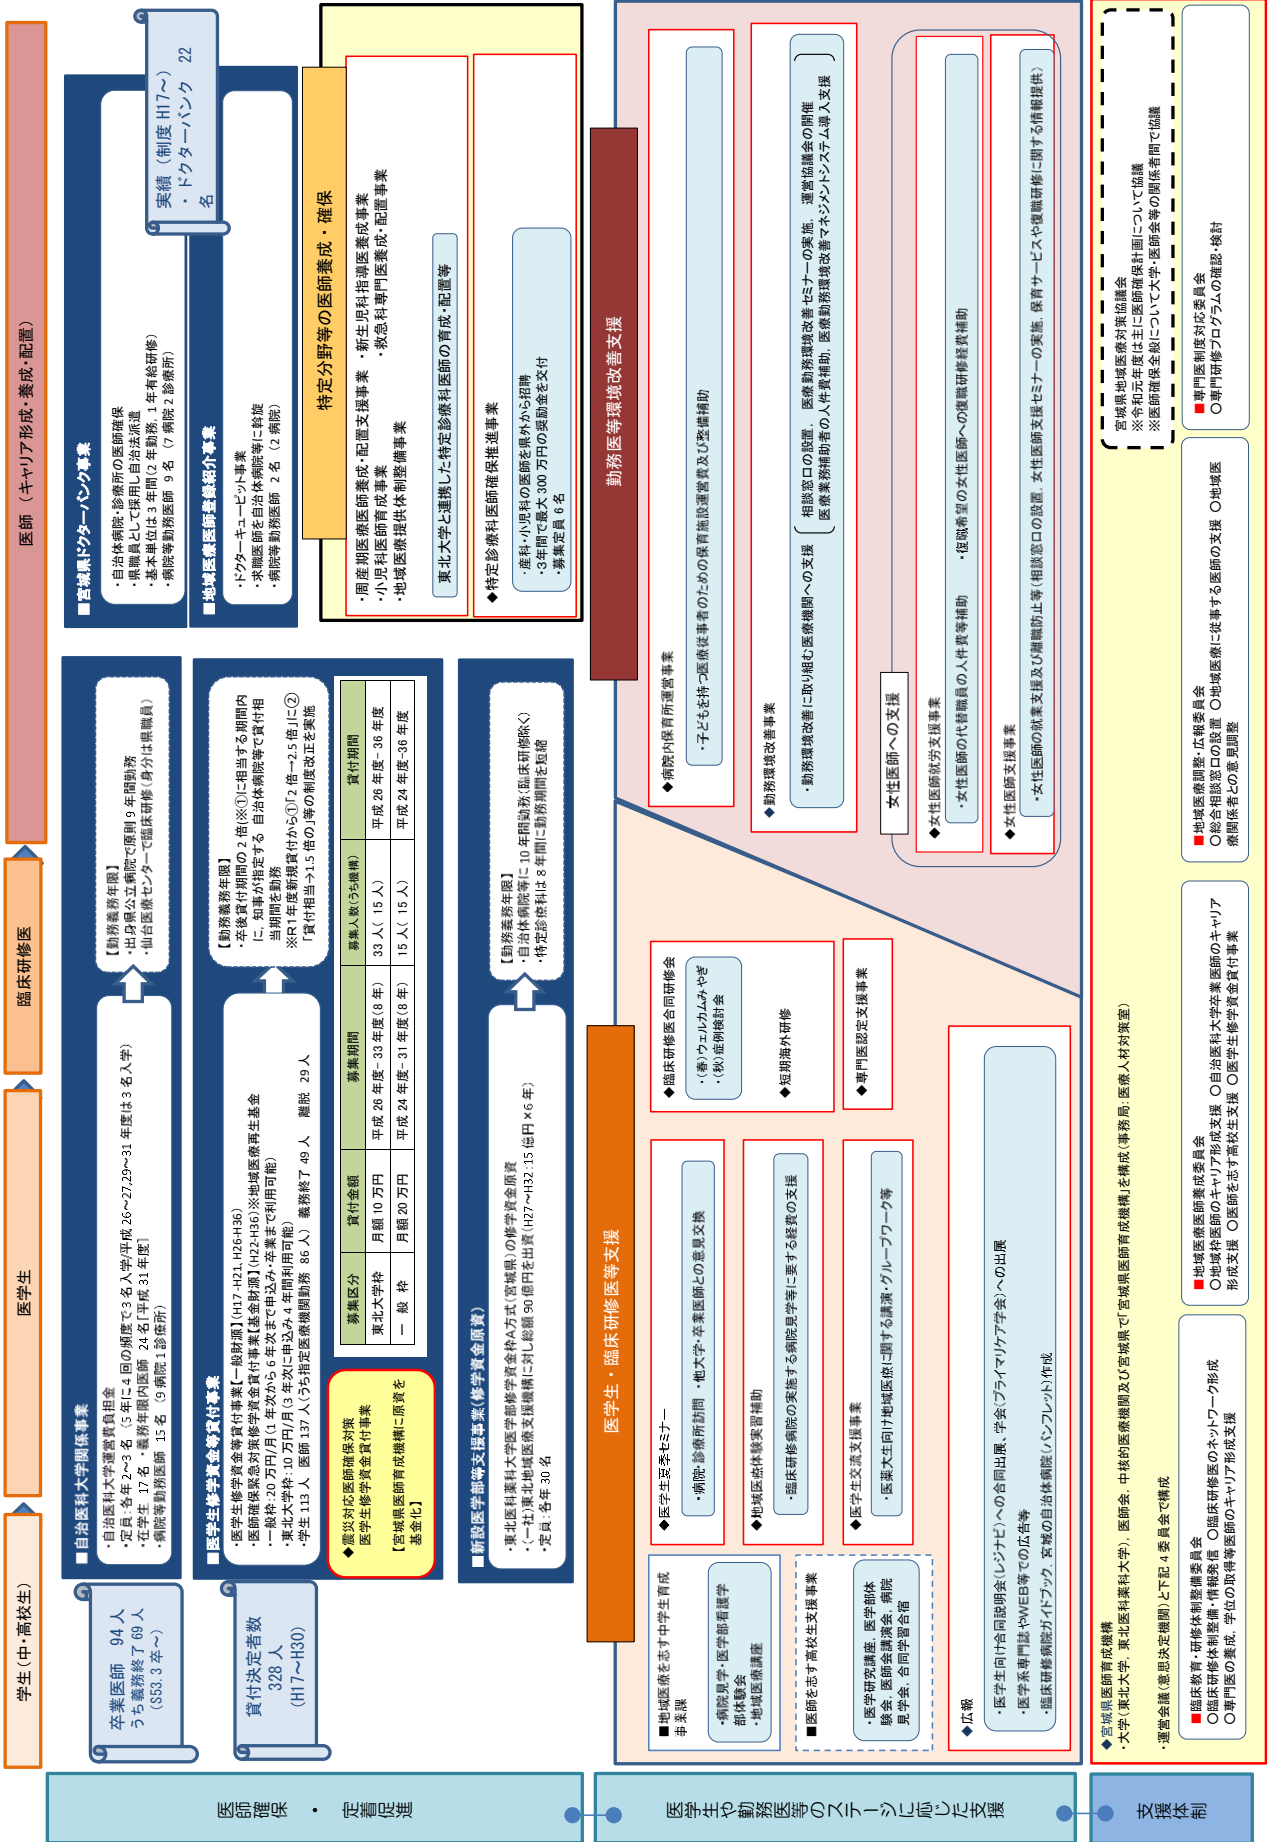 学生（中・高校生）
医学生
臨床研修医
医師（キャリア形成・養成・配置）
医師確保 ・ 定着促進
卒業医師　94 人
うち義務終了 69 人
（S53.3 卒～）
■自治医科大学関係事業
・自治医科大学運営費負担金
・定員:各年 2～3 名（5 年に 4 回の頻度で 3 名入学/平成 26～27,29～31 年度は 3 名入学）
・在学生　17 名　・義務年限内医師　24 名［平成 31 年度］
・病院等勤務医師　15 名（9 病院 1 診療所）
【勤務義務年限】
・出身県公立病院で原則 9 年間勤務
・仙台医療センターで臨床研修（身分は県職員）
貸付決定者数
328 人
（H17～H30）
■医学生修学資金等貸付事業
・医学生修学資金等貸付事業【一般財源】（H17-H21, H26-H36）
・医師確保緊急対策修学資金貸付事業【基金財源】（H22-H36）※地域医療再生基金
・一般枠:20 万円/月（1 年次から 6 年次まで申込み・卒業まで利用可能）
・東北大学枠:10 万円/月（3 年次に申込み 4 年間利用可能）
・学生 113 人　医師 137 人（うち指定医療機関勤務　86 人）　義務終了 49 人　離脱　29 人
【勤務義務年限】
・卒後貸付期間の 2 倍（※①）に相当する期間内
に，知事が指定する 自治体病院等で貸付相
当期間を勤務
※R1 年度新規貸付から①「2 倍→2.5 倍」に②
「貸付相当→1.5 倍の」等の制度改正を実施
◆震災対応医師確保対策
医学生修学資金貸付事業
【宮城県医師育成機構に原資を
基金化】
募集区分　貸付金額　募集期間　募集人数（うち機構）　貸付期間
東北大学枠　月額 10 万円　平成 26 年度－33 年度（8 年）　33 人（ 15 人）　平成 26 年度－36 年度
一 般 枠　月額 20 万円　平成 24 年度－31 年度（8 年）　15 人（ 15 人）　平成 24 年度－36 年度
■新設医学部等支援事業（修学資金原資）
・東北医科薬科大学医学部修学資金枠A方式（宮城県）の修学資金原資
・（一社）東北地域医療支援機構に対し総額 90 億円を出資（H27～H32:15 億円×6 年）
・定員:各年 30 名
【勤務義務年限】
・自治体病院等に 10 年間勤務（臨床研修除く）
・特定診療科は 8 年間に勤務期間を短縮
■宮城県ドクターバンク事業
・自治体病院・診療所の医師確保
・県職員として採用し自治法派遣
・基本単位は 3 年間（2 年勤務，1 年有給研修）
・病院等勤務医師　9 名（7 病院 2 診療所）
実績（制度 H17～）
・ドクターバンク　22
名
■地域医療医師登録紹介事業
・ドクターキューピット事業
・求職医師を自治体病院等に斡旋
・病院等勤務医師　2 名（2 病院）
特定分野等の医師養成・確保
・周産期医療医師養成・配置支援事業　・新生児科指導医養成事業
・小児科医師育成事業　・救急科専門医養成・配置事業
・地域医療提供体制整備事業
東北大学と連携した特定診療科医師の育成・配置等
◆特定診療科医師確保推進事業
・産科・小児科の医師を県外から招聘
・3 年間で最大 300 万円の奨励金を交付
・募集定員 6 名
医学生や勤務医等のステージに応じた支援
医学生・臨床研修医等支援
■地域医療を志す中学生育成
事業課
・病院見学・医学部看護学
部体験会
・地域医療講座
■医師を志す高校生支援事業
・医学研究講座，医学部体
験会，医師会講演会，病院
見学会，合同学習合宿
◆医学生夏季セミナー
・病院・診療所訪問　・他大学・卒業医師との意見交換
◆地域医療体験実習補助
・臨床研修病院の実施する病院見学等に要する経費の支援
◆医学生交流支援事業
・医薬大生向け地域医療に関する講演・グループワーク等
◆臨床研修医合同研修会
・（春）ウェルカムみやぎ
・（秋）症例検討会
◆短期海外研修
◆専門医認定支援事業
◆広報
・医学生向け合同説明会（レジナビ）への合同出展、学会（プライマリケア学会）への出展
・医学系専門誌やWEB等での広告等
・臨床研修病院ガイドブック，宮城の自治体病院（パンフレット）作成
勤務医等環境改善支援
◆病院内保育所運営事業
・子どもを持つ医療従事者のための保育施設運営費及び整備補助
◆勤務環境改善事業
・勤務環境改善に取り組む医療機関への支援
相談窓口の設置，　医療勤務環境改善セミナーの実施，　運営協議会の開催
医療業務補助者の人件費補助，医療勤務環境改善マネジメントシステム導入支援
女性医師への支援
◆女性医師就労支援事業
・女性医師の代替職員の人件費等補助　・復職希望の女性医師への復職研修経費補助
◆女性医師支援事業
・女性医師の就業支援及び離職防止等（相談窓口の設置，女性医師支援セミナーの実施，保育サービスや復職研修に関する情報提供）
支援体制
◆宮城県医師育成機構
・大学（東北大学，東北医科薬科大学），医師会，中核的医療機関及び宮城県で「宮城県医師育成機構」を構成（事務局：医療人材対策室）
・運営会議（意思決定機関）と下記 4 委員会で構成
宮城県地域医療対策協議会
※令和元年度は主に医師確保計画について協議
※医師確保全般について大学・医師会等の関係者間で協議
■臨床教育・研修体制整備委員会
○臨床研修体制整備・情報発信　○臨床研修医のネットワーク形成
○専門医の養成，学位の取得等医師のキャリア形成支援
■地域医療医師養成委員会
○地域枠医師のキャリア形成支援　○自治医科大学卒業医師のキャリア
形成支援　○医師を志す高校生支援　○医学生修学資金貸付事業
■地域医療調整・広報委員会
○総合相談窓口の設置　○地域医療に従事する医師の支援　○地域医
療関係者との意見調整
■専門医制度対応委員会
○専門研修プログラムの確認・検討